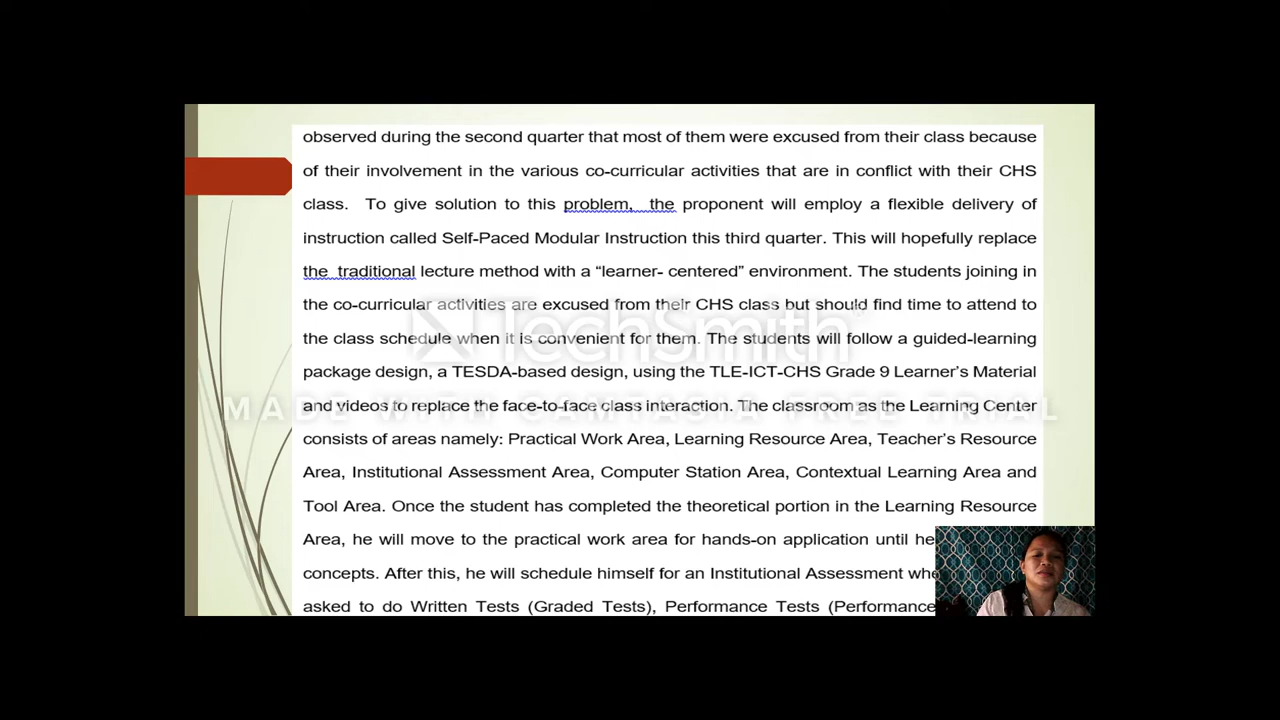 observed during the second quarter that most of them were excused from their class because
of their involvement in the various co-curricular activities that are in conflict with their CHS
class. To give solution to this problem, the proponent will employ a flexible delivery of
instruction called Self-Paced Modular Instruction this third quarter. This will hopefully replace
the traditional lecture method with a “learner- centered” environment. The students joining in
the co-curricular activities are excused from their CHS class but should find time to attend to
the class schedule when it is convenient for them. The students will follow a guided-learning
package design, a TESDA-based design, using the TLE-ICT-CHS Grade 9 Learner’s Material
and videos to replace the face-to-face class interaction. The classroom as the Learning Center
consists of areas namely: Practical Work Area, Learning Resource Area, Teacher’s Resource
Area, Institutional Assessment Area, Computer Station Area, Contextual Learning Area and
Tool Area. Once the student has completed the theoretical portion in the Learning Resource
Area, he will move to the practical work area for hands-on application until he
concepts. After this, he will schedule himself for an Institutional Assessment
asked to do Written Tests (Graded Tests), Performance Tests (Performance
TechSmith
MADE WITH CAMTASIA FREE TRIAL